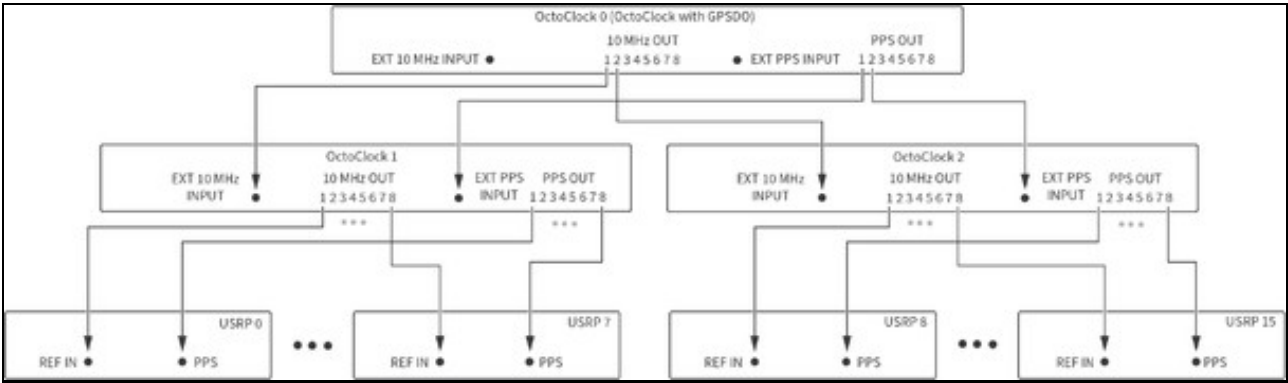 OctoClock 0 (OctoClock with GPSDO)
10 MHz OUT PPS OUT
EXT 10 MHz INPUT 1 2 3 4 5 6 7 8 EXT PPS INPUT 1 2 3 4 5 6 7 8
OctoClock 1
EXT 10 MHz 10 MHz OUT EXT PPS PPS OUT
INPUT 1 2 3 4 5 6 7 8 INPUT 1 2 3 4 5 6 7 8
OctoClock 2
EXT 10 MHz 10 MHz OUT EXT PPS PPS OUT
INPUT 1 2 3 4 5 6 7 8 INPUT 1 2 3 4 5 6 7 8
USRP 0
REF IN PPS
USRP 7
REF IN PPS
USRP 8
REF IN PPS
USRP 15
REF IN PPS